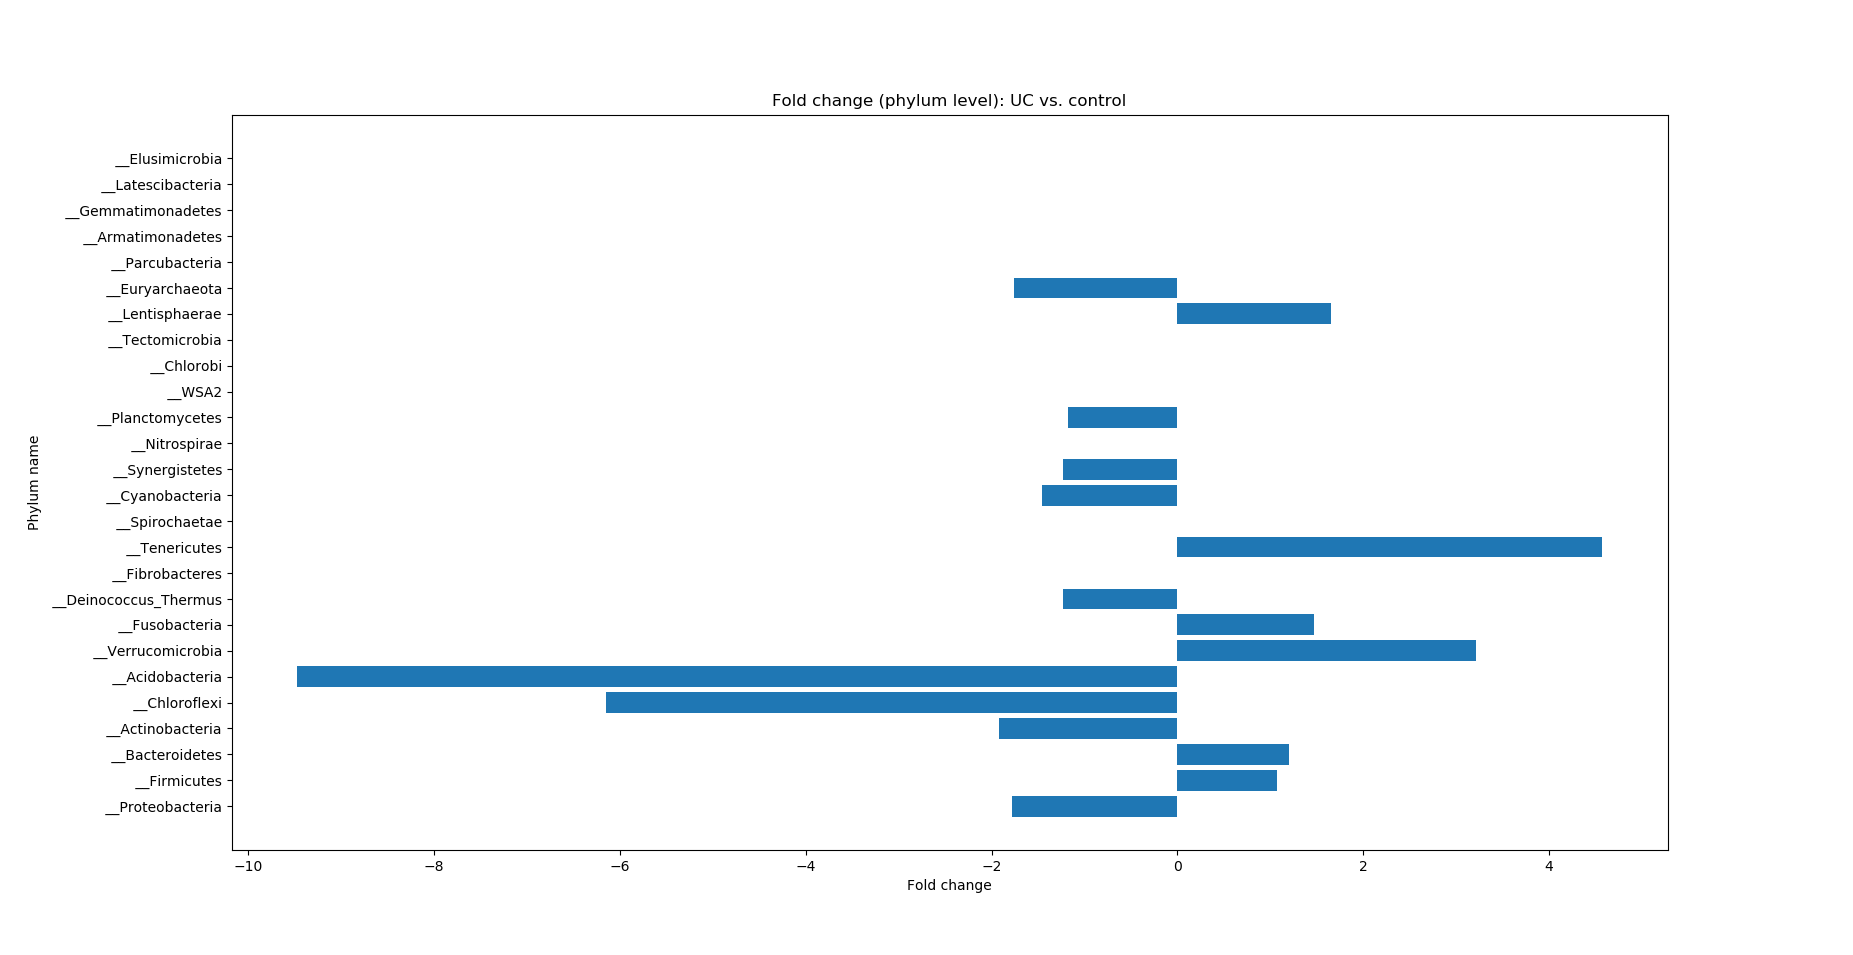 Fold change (phylum level): UC vs. control
Phylum name
__Elusimicrobia
__Latescibacteria
__Gemmatimonadetes
__Armatimonadetes
__Parcubacteria
__Euryarchaeota
__Lentisphaerae
__Tectomicrobia
__Chlorobi
__WSA2
__Planctomycetes
__Nitrospirae
__Synergistetes
__Cyanobacteria
__Spirochaetae
__Tenericutes
__Fibrobacteres
__Deinococcus_Thermus
__Fusobacteria
__Verrucomicrobia
__Acidobacteria
__Chloroflexi
__Actinobacteria
__Bacteroidetes
__Firmicutes
__Proteobacteria
−10 −8 −6 −4 −2 0 2 4
Fold change